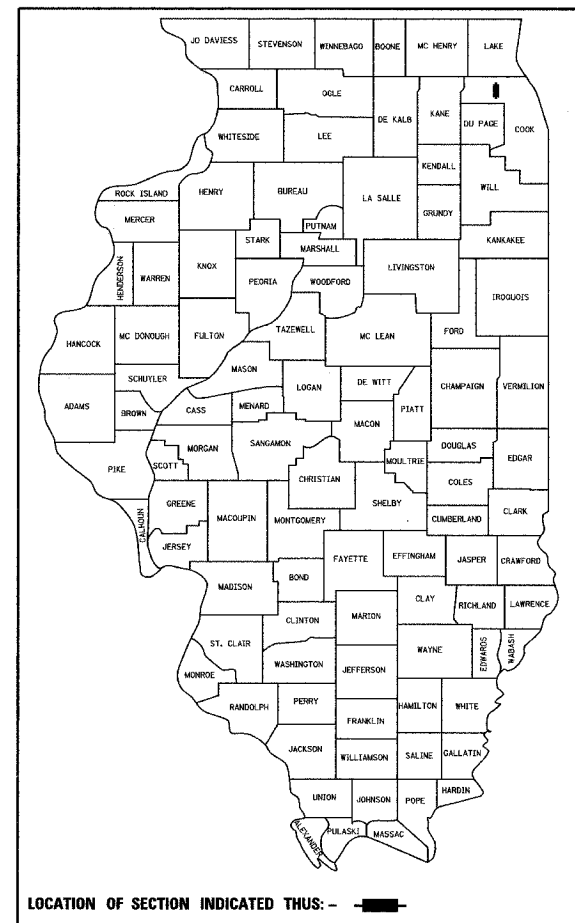 JO DAVIESS STEVENSON WINNEBAGO BOONE MC HENRY LAKE
CARROLL OGLE DE KALB KANE DU PAGE COOK
WHITESIDE LEE
KENDALL WILL
ROCK ISLAND HENRY BUREAU LA SALLE GRUNDY
MERCER PUTNAM
STARK MARSHALL KANKAKEE
HENDERSON WARREN KNOX PEORIA WOODFORD LIVINGSTON IROQUOIS
HANCOCK MC DONOUGH FULTON TAZEWELL MC LEAN FORD
SCHUYLER MASON LOGAN DE WITT CHAMPAIGN VERMILION
ADAMS BROWN CASS MENARD MACON PIATT
PIKE SCOTT MORGAN SANGAMON CHRISTIAN MOULTRIE DOUGLAS EDGAR
COLES
GREENE MACOUPIN MONTGOMERY SHELBY CUMBERLAND CLARK
CALHOUN JERSEY FAYETTE EFFINGHAM JASPER CRAWFORD
MADISON BOND CLAY RICHLAND LAWRENCE
CLINTON MARION
ST. CLAIR WASHINGTON JEFFERSON WAYNE EDWARDS WABASH
MONROE
RANDOLPH PERRY FRANKLIN HAMILTON WHITE
JACKSON WILLIAMSON SALINE GALLATIN
UNION JOHNSON POPE HARDIN
ALEXANDER PULASKI MASSAC
LOCATION OF SECTION INDICATED THUS: -